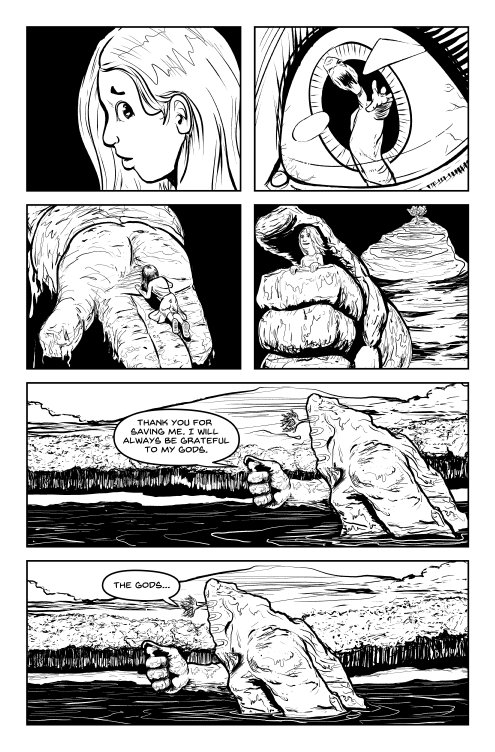 THANK YOU FOR
SAVING ME. I WILL
ALWAYS BE GRATEFUL
TO MY GODS.
THE GODS...